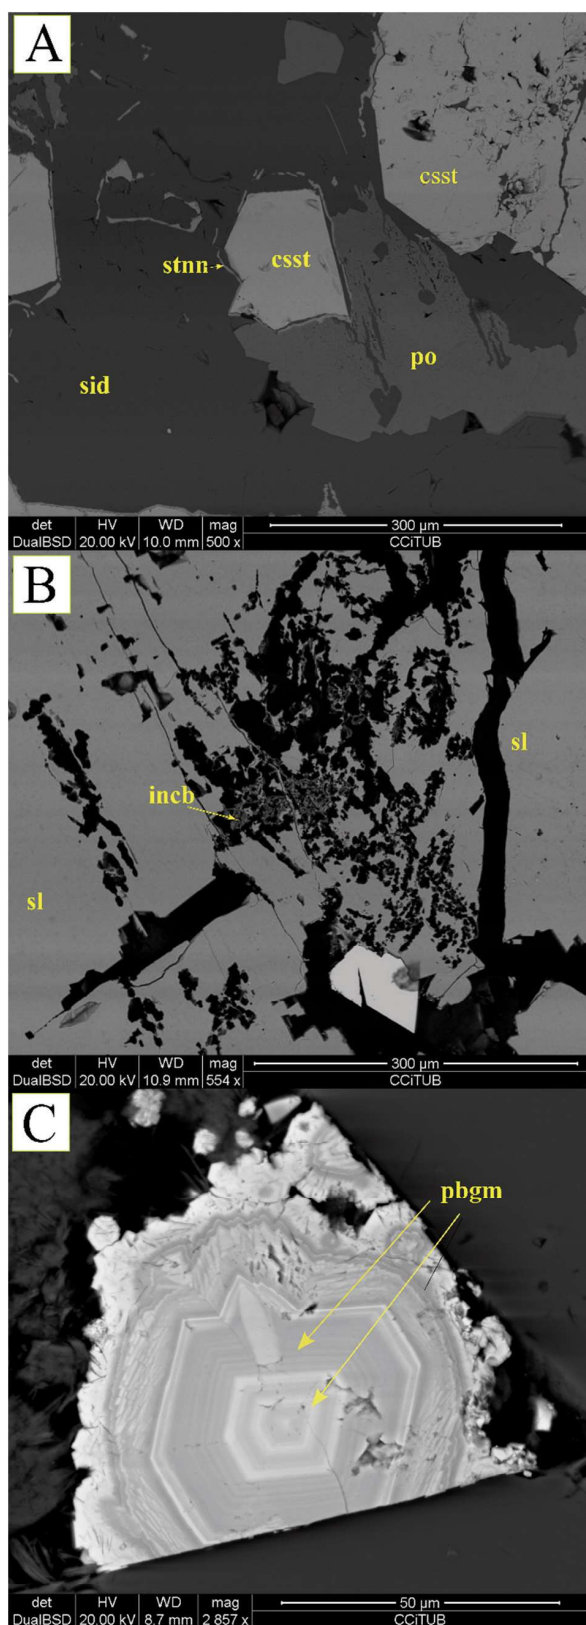 A
csst
stnn
csst
po
sid
det HV WD mag 300 µm
DualBSD 20.00 kV 10.0 mm 500 x CCiTUB
B
sl
incb
sl
det HV WD mag 300 µm
DualBSD 20.00 kV 10.9 mm 554 x CCiTUB
C
pbgm
det HV WD mag 50 µm
DualBSD 20.00 kV 8.7 mm 2 857 x CCiTUB